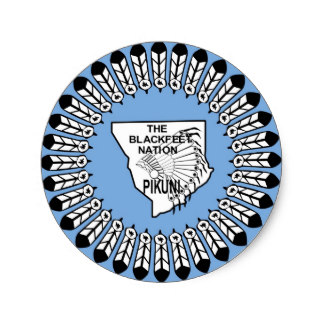 THE
BLACKFEET
NATION
PIKUNI